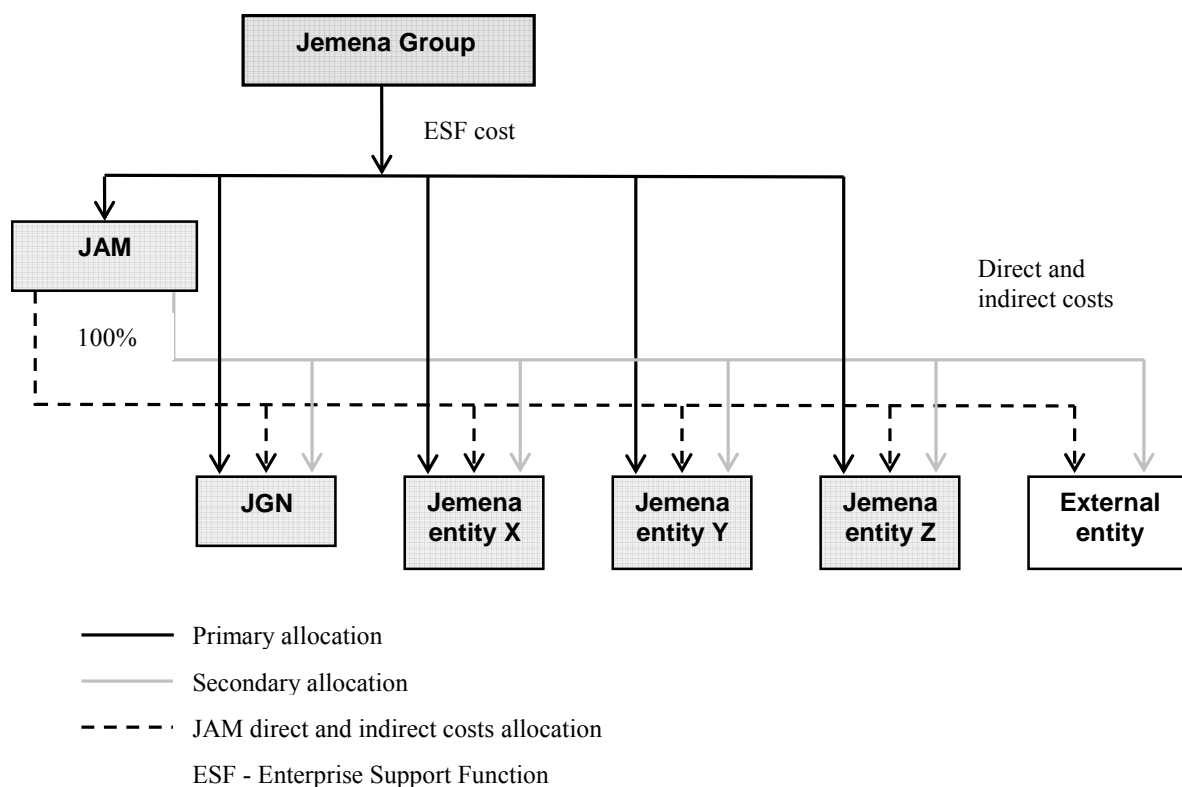 Jemena Group
ESF cost
JAM
Direct and
indirect costs
100%
JGN
Jemena
entity X
Jemena
entity Y
Jemena
entity Z
External
entity
Primary allocation
Secondary allocation
JAM direct and indirect costs allocation
ESF - Enterprise Support Function